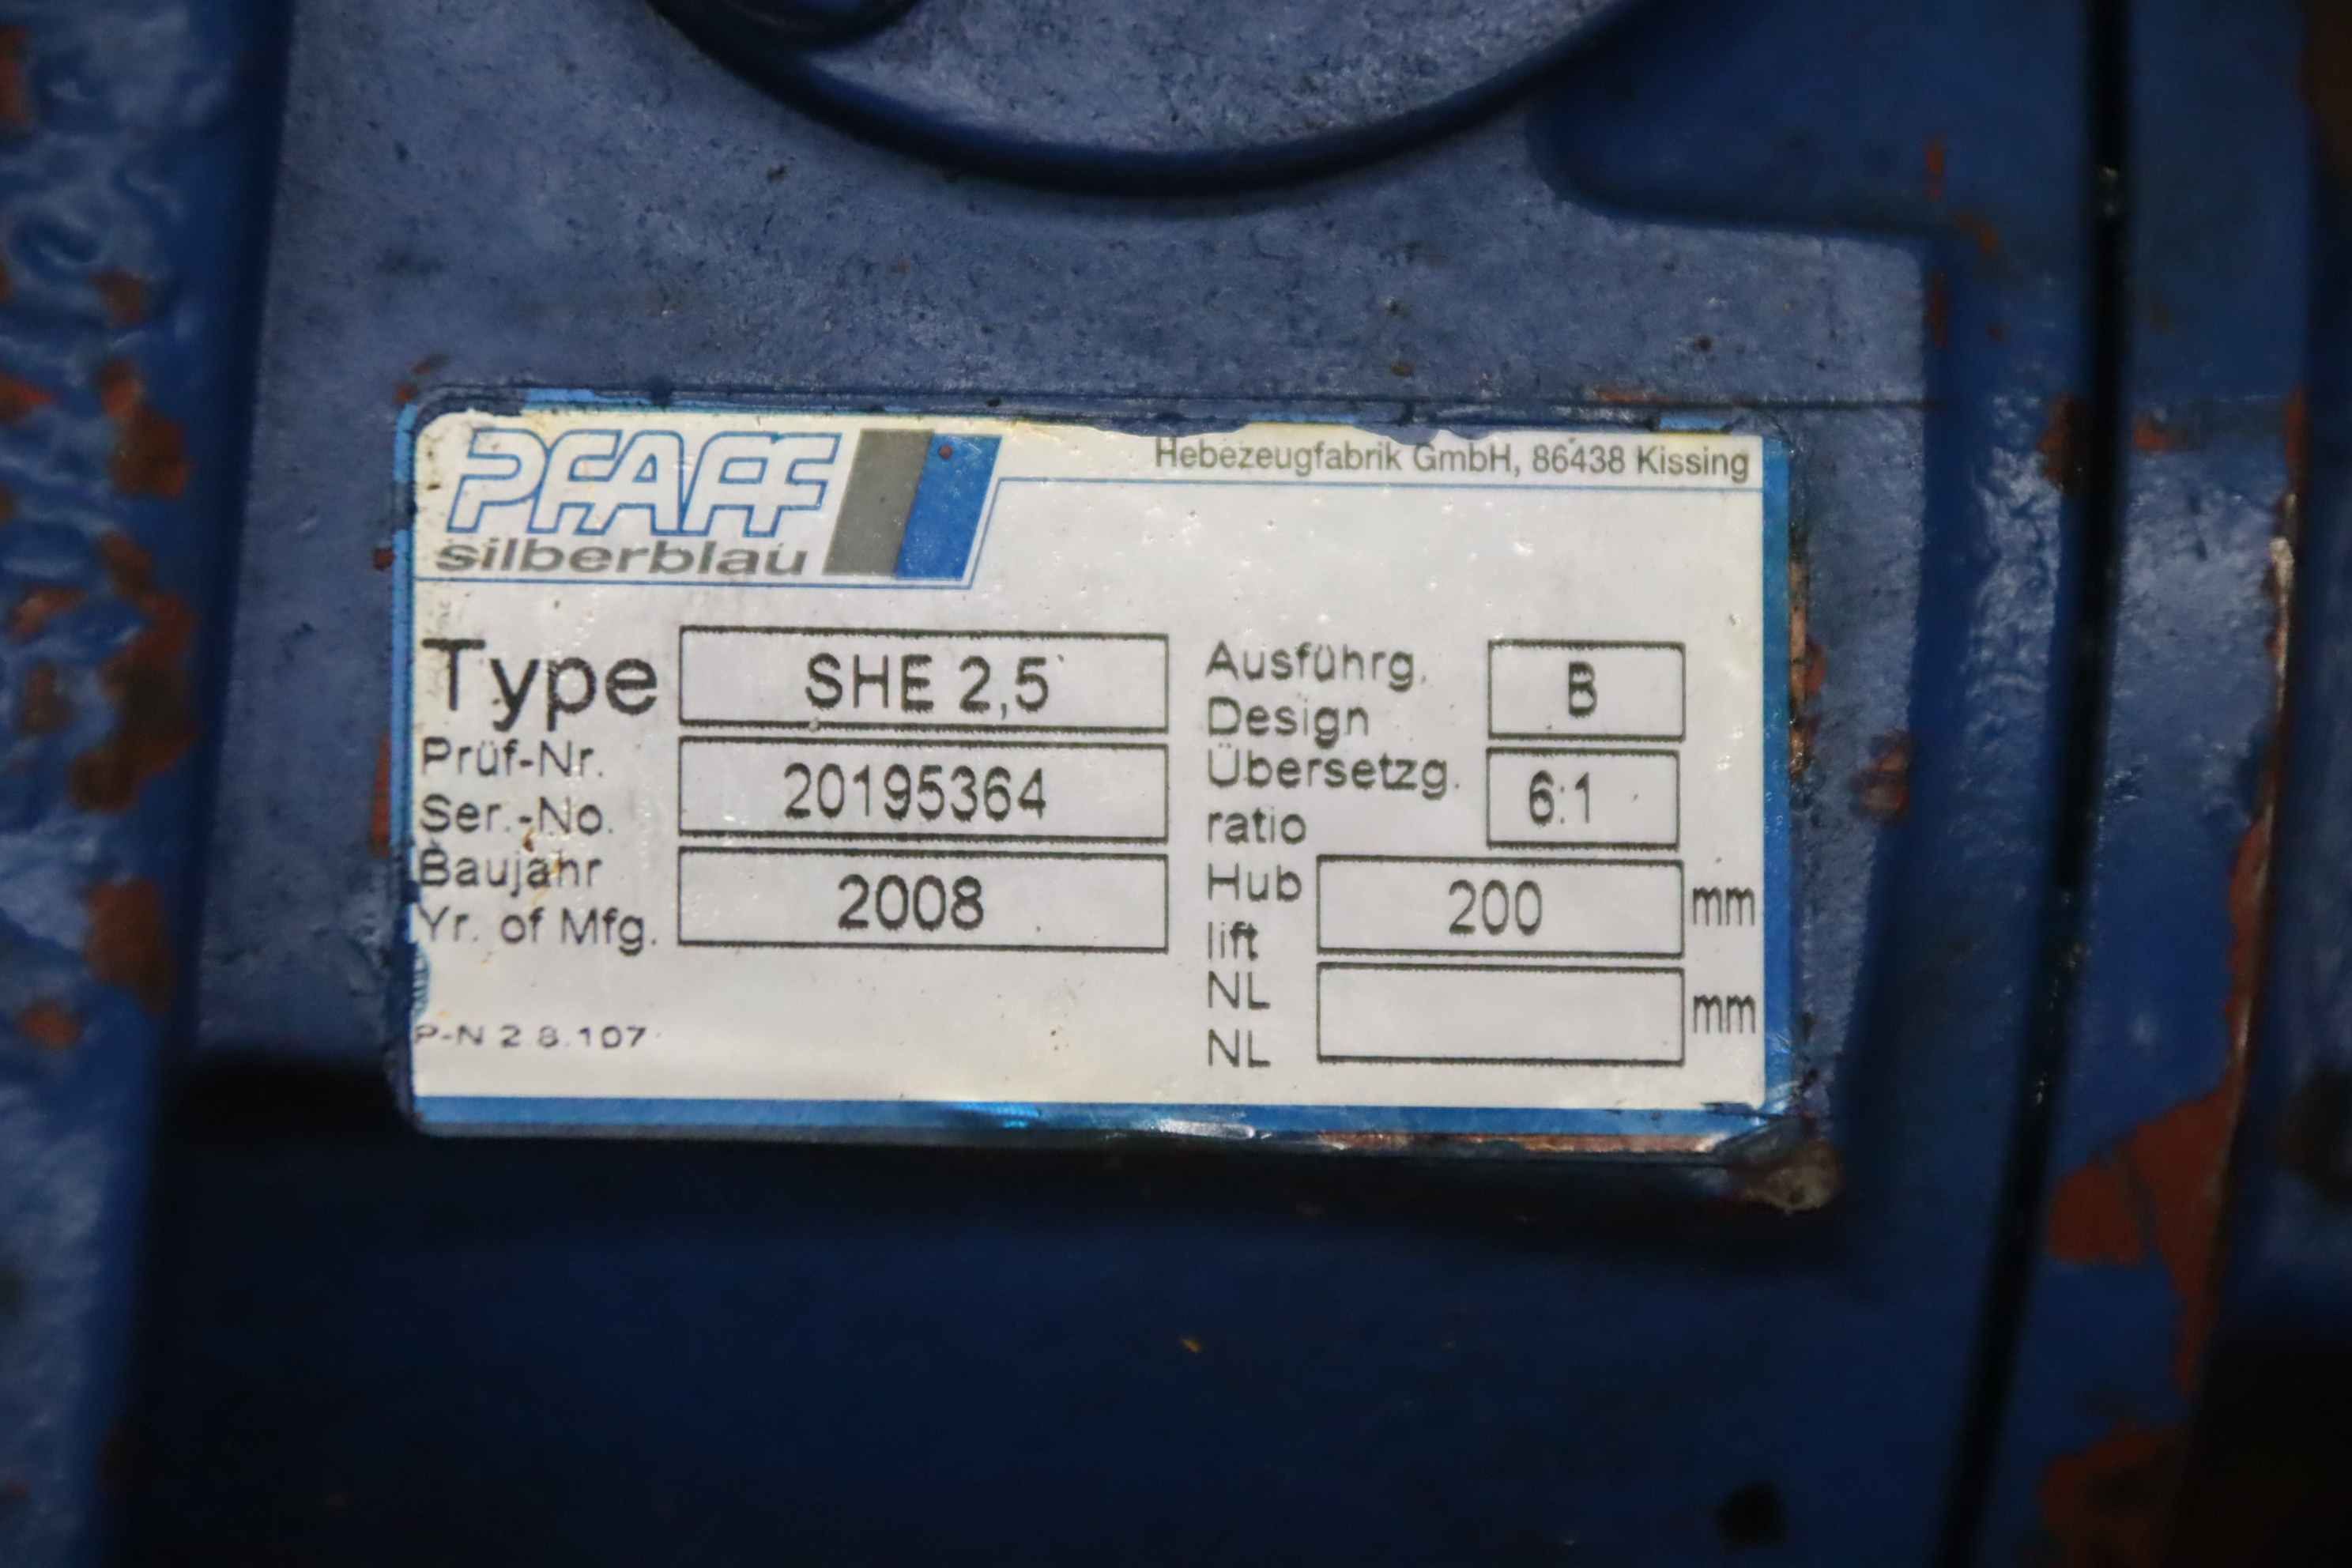 PFAFF
silberblau
Hebezeugfabrik GmbH, 86438 Kissing
Type SHE 2,5
Prüf-Nr.
Ser.-No. 20195364
Baujahr
Yr. of Mfg. 2008
P-N 2 8.107
Ausführg.
Design B
Übersetzg.
ratio 6:1
Hub
lift 200 mm
NL
NL mm